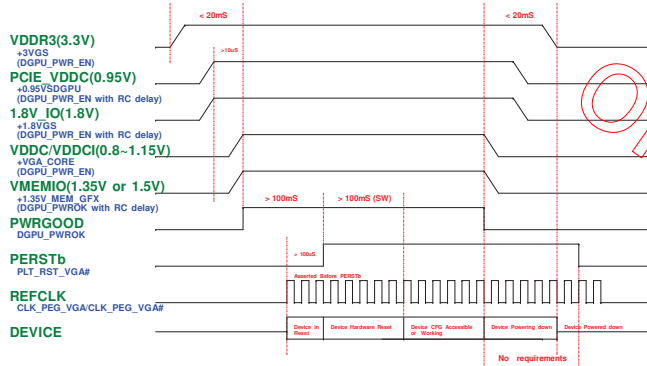 < 20mS
< 20mS
VDDR3(3.3V)
+3VGS
(DGPU_PWR_EN)
>10uS
PCIE_VDDC(0.95V)
+0.95VSDGPU
(DGPU_PWR_EN with RC delay)
1.8V_IO(1.8V)
+1.8VGS
(DGPU_PWR_EN with RC delay)
VDDC/VDDCI(0.8~1.15V)
+VGA_CORE
(DGPU_PWR_EN)
VMEMIO(1.35V or 1.5V)
+1.35V_MEM_GFX
(DGPU_PWROK with RC delay)
> 100mS
> 100mS (SW)
PWRGOOD
DGPU_PWROK
> 100uS
PERSTb
PLT_RST_VGA#
Asserted Before PERSTb
REFCLK
CLK_PEG_VGA/CLK_PEG_VGA#
DEVICE
Device in
Reset
Device Hardware Reset
Device CFG Accessible
or Working
Device Powering down
Device Powered down
No requirements